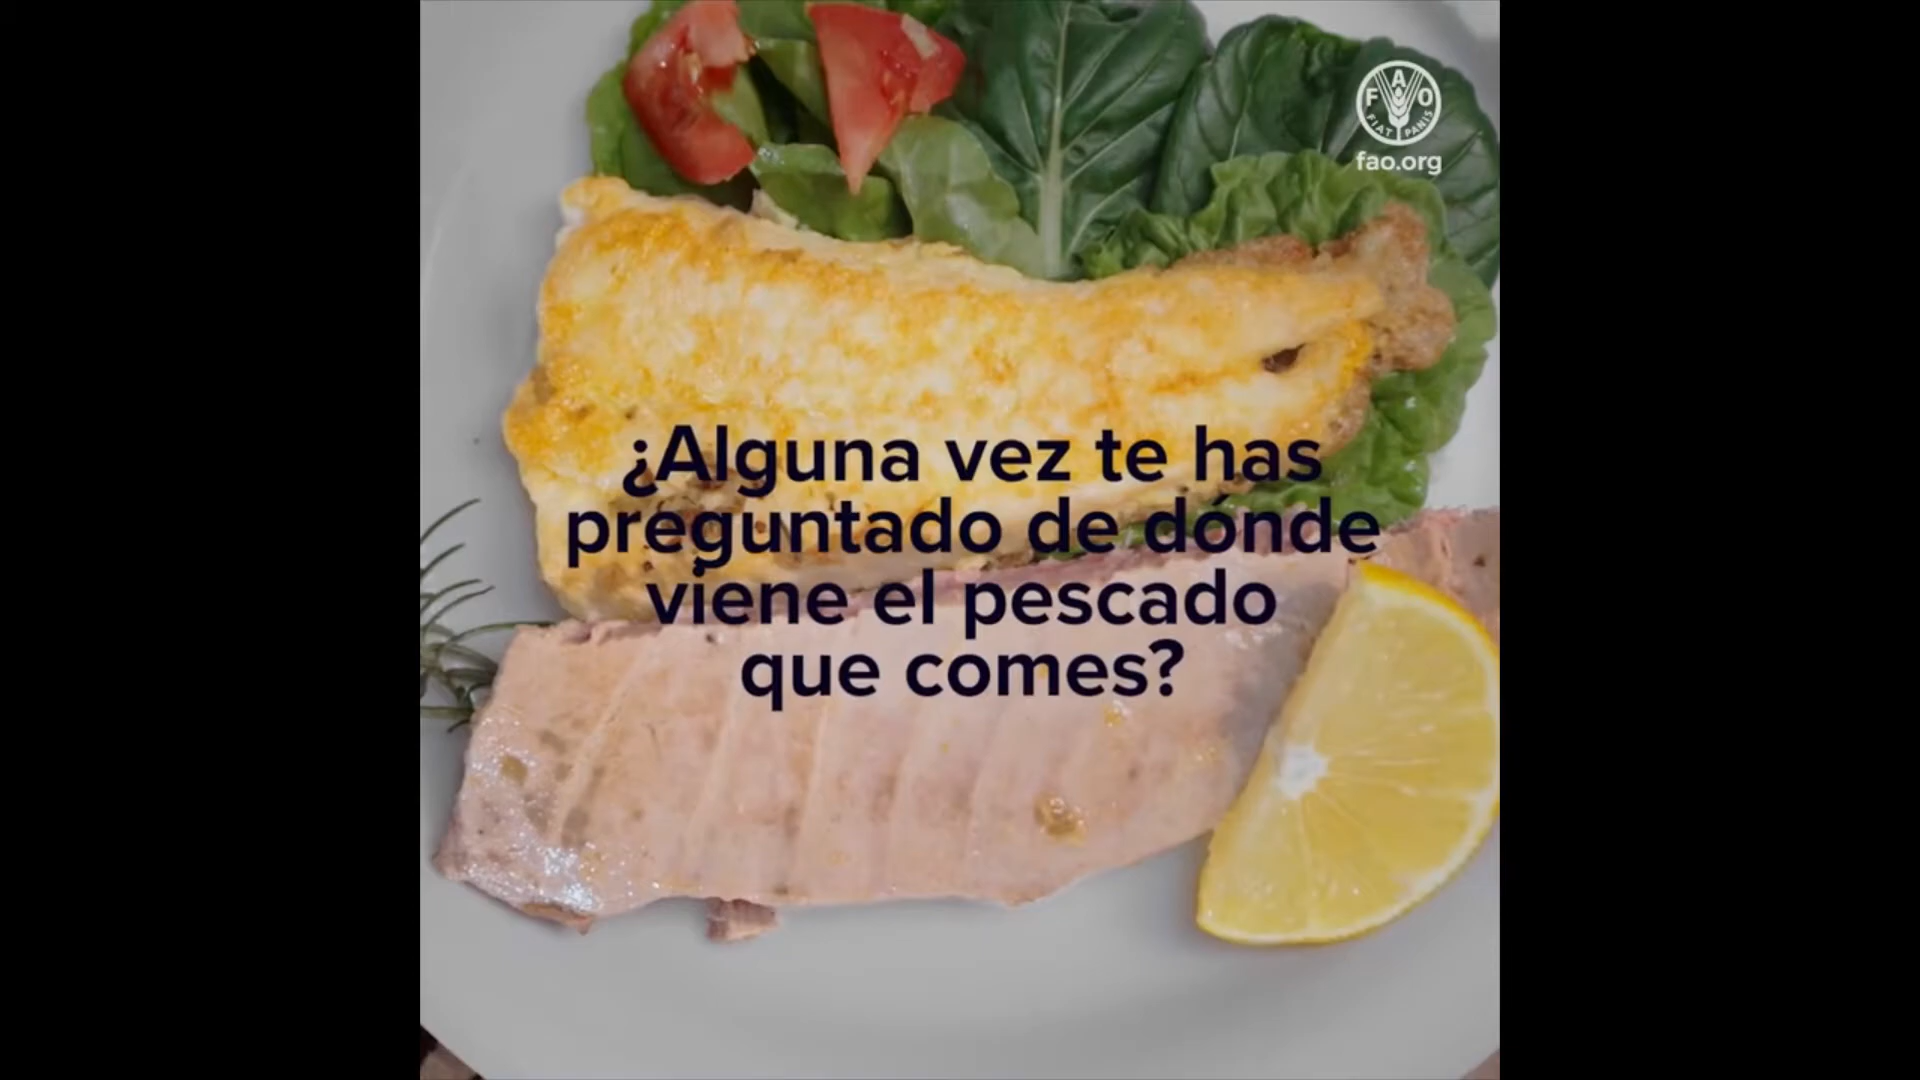 FAO
FIAT PANIS
fao.org
¿Alguna vez te has
preguntado de dónde
viene el pescado
que comes?